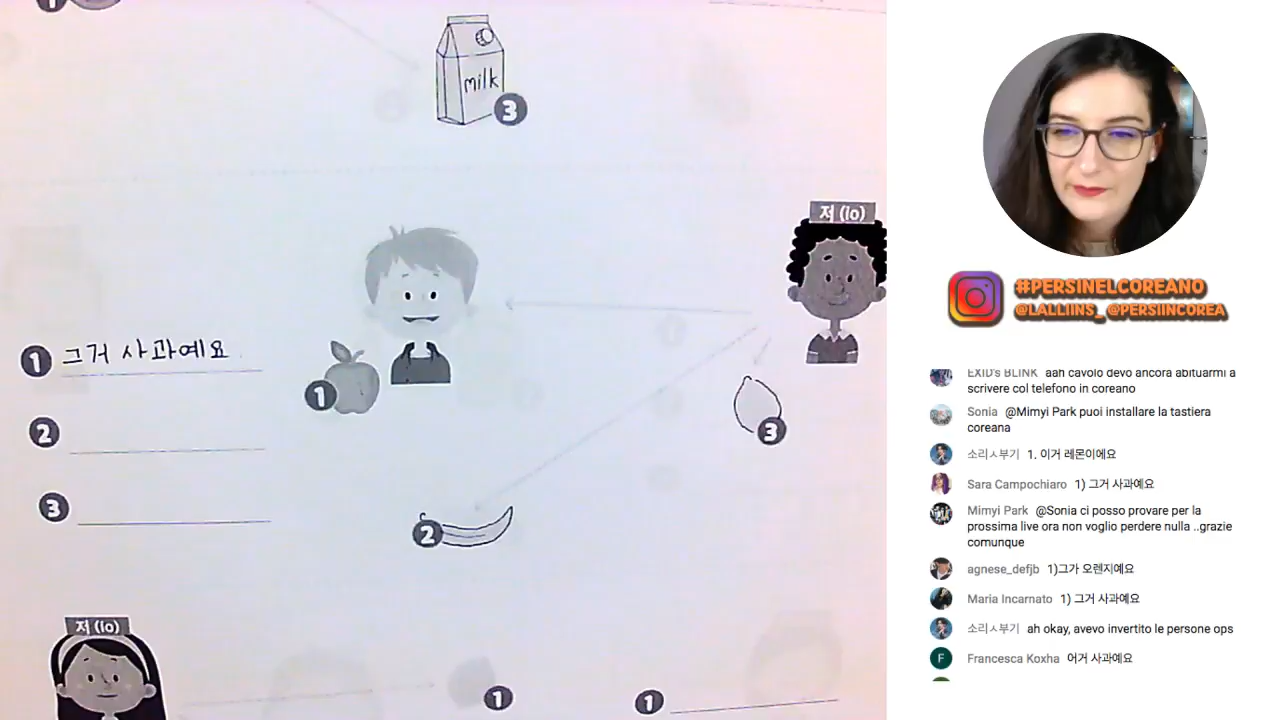 milk
3
저 (Io)
1 그거 사과예요
1
3
2
2
3
저 (Io)
1
1
#PERSINELCOREANO
@LALLIINS_ @PERSIINCOREA
EXID's BLINK aah cavolo devo ancora abituarmi a
scrivere col telefono in coreano
Sonia @Mimyi Park puoi installare la tastiera
coreana
소리ㅅ부기 1. 이거 레몬이에요
Sara Campochiaro 1) 그거 사과예요
Mimyi Park @Sonia ci posso provare per la
prossima live ora non voglio perdere nulla ..grazie
comunque
agnese_defjb 1)그가 오렌지예요
Maria Incarnato 1) 그거 사과예요
소리ㅅ부기 ah okay, avevo invertito le persone ops
F Francesca Koxha 어거 사과예요